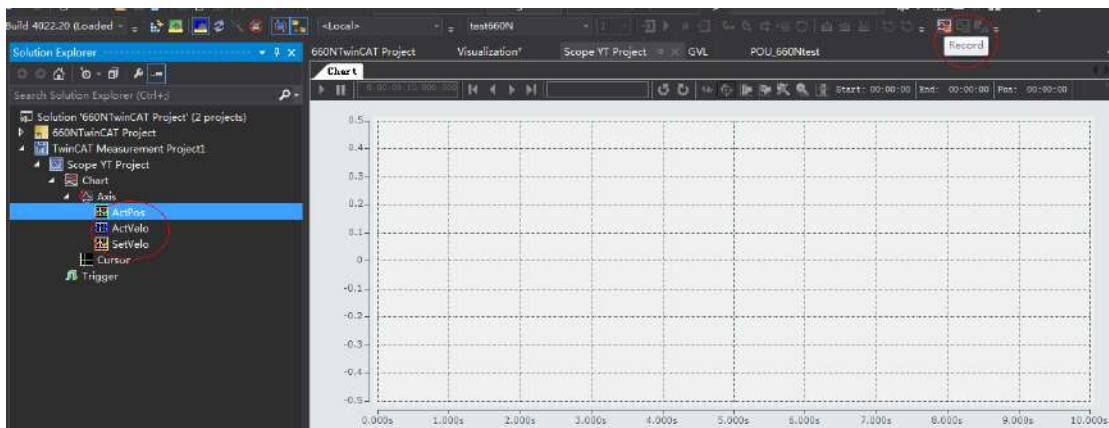 Build 4022.20 (Loaded
<Local>
test660N
Record
Solution Explorer
660NTwinCAT Project
Visualization*
Scope YT Project
GVL
POU_660Ntest
Chart
Search Solution Explorer (Ctrl+;)
Start: 00:00:00 End: 00:00:00 Pos: 00:00:00
Solution '660NTwinCAT Project' (2 projects)
660NTwinCAT Project
TwinCAT Measurement Project1
Scope YT Project
Chart
Axis
ActPos
ActVelo
SetVelo
Cursor
Trigger
0.5
0.4
0.3
0.2
0.1
0
-0.1
-0.2
-0.3
-0.4
-0.5
0.000s 1.000s 2.000s 3.000s 4.000s 5.000s 6.000s 7.000s 8.000s 9.000s 10.000s